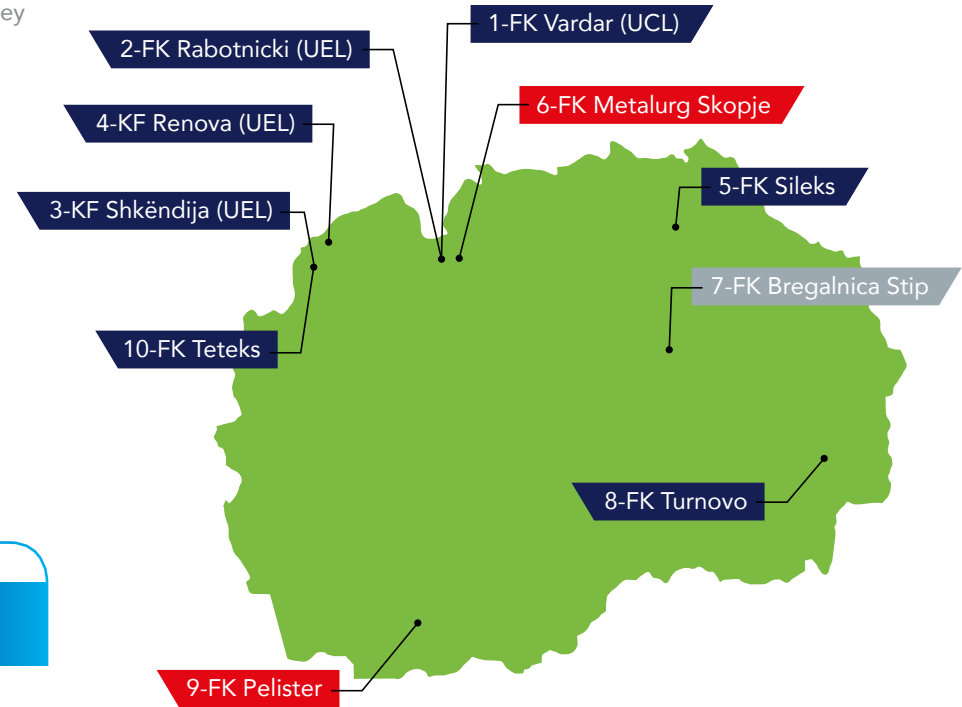 ey
1-FK Vardar (UCL)
2-FK Rabotnicki (UEL)
6-FK Metalurg Skopje
4-KF Renova (UEL)
5-FK Sileks
3-KF Shkëndija (UEL)
7-FK Bregalnica Stip
10-FK Teteks
8-FK Turnovo
9-FK Pelister